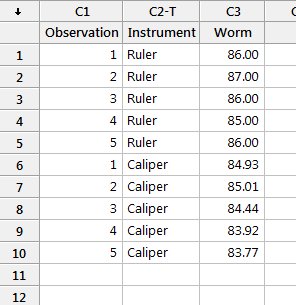 ↓ C1 C2-T C3
Observation Instrument Worm
1 1 Ruler 86.00
2 2 Ruler 87.00
3 3 Ruler 86.00
4 4 Ruler 85.00
5 5 Ruler 86.00
6 1 Caliper 84.93
7 2 Caliper 85.01
8 3 Caliper 84.44
9 4 Caliper 83.92
10 5 Caliper 83.77
11
12